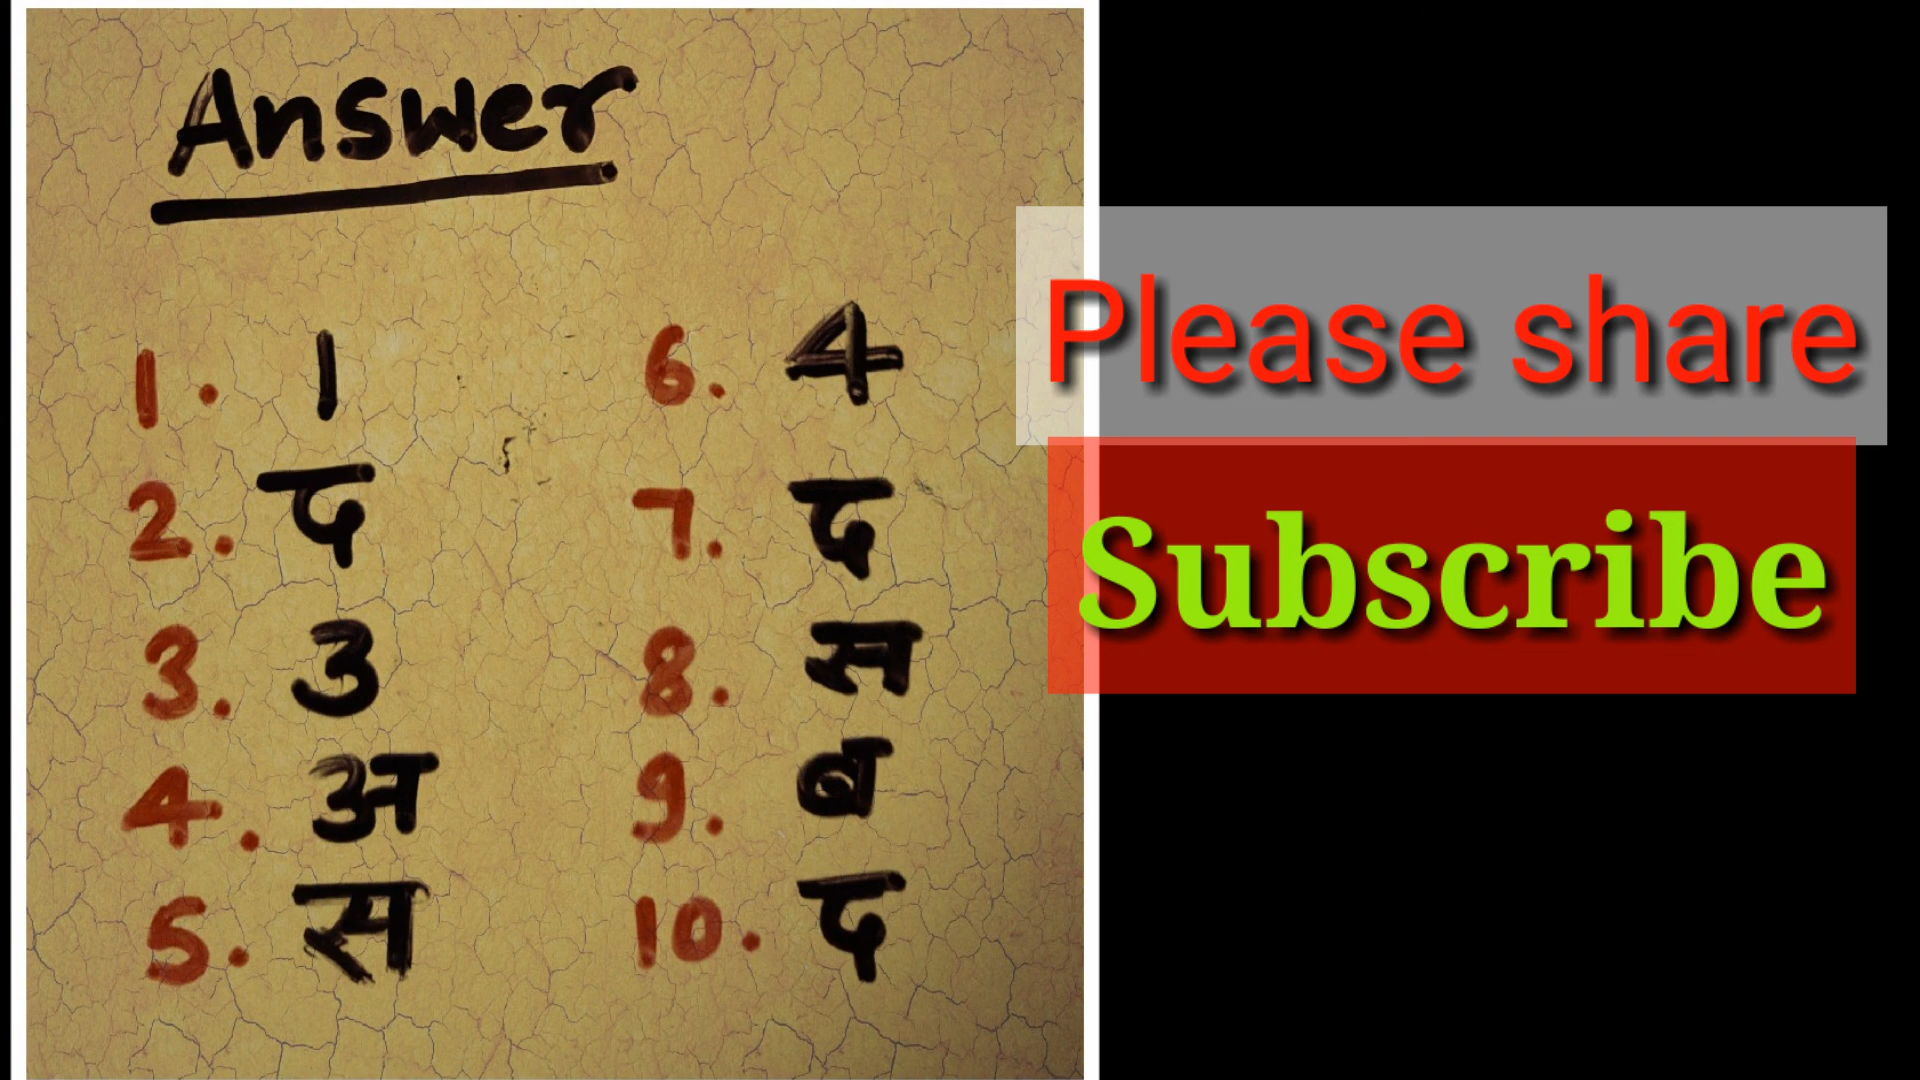 Answer
1. 1
2. द
3. 3
4. अ
5. स
6. 4
7. द
8. स
9. ब
10. द
Please share
Subscribe